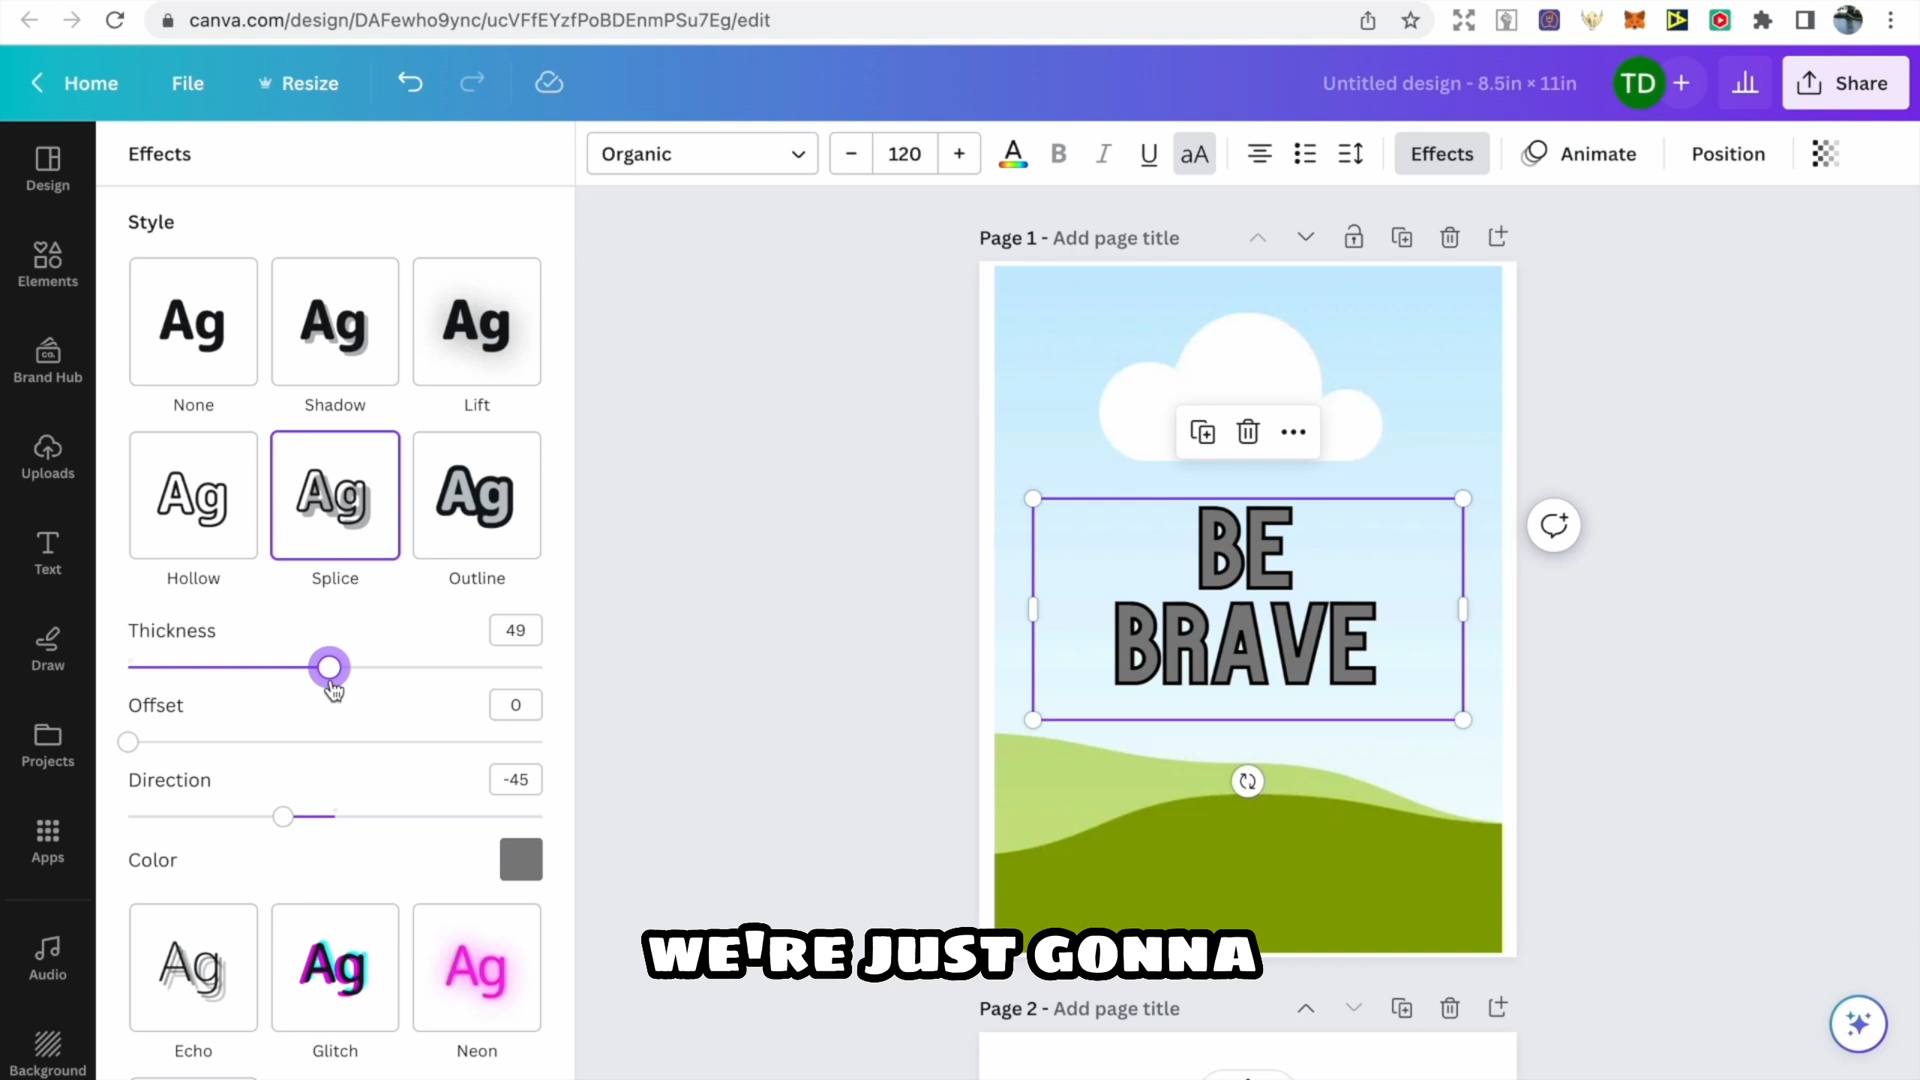 canva.com/design/DAFewho9ync/ucVFfEYzfPoBDEnmPSu7Eg/edit
Home
File
Resize
Untitled design - 8.5in × 11in
TD
+
Share
Effects
Organic
− 120 +
A
B
I
U
aA
Effects
Animate
Position
Design
Elements
CO.
Brand Hub
Uploads
Text
Draw
Projects
Apps
Audio
Background
Style
Ag
Ag
Ag
None
Shadow
Lift
Ag
Ag
Ag
Hollow
Splice
Outline
Thickness
49
Offset
0
Direction
-45
Color
Ag
Ag
Ag
Echo
Glitch
Neon
Page 1 - Add page title
BE
BRAVE
WE'RE JUST GONNA
Page 2 - Add page title